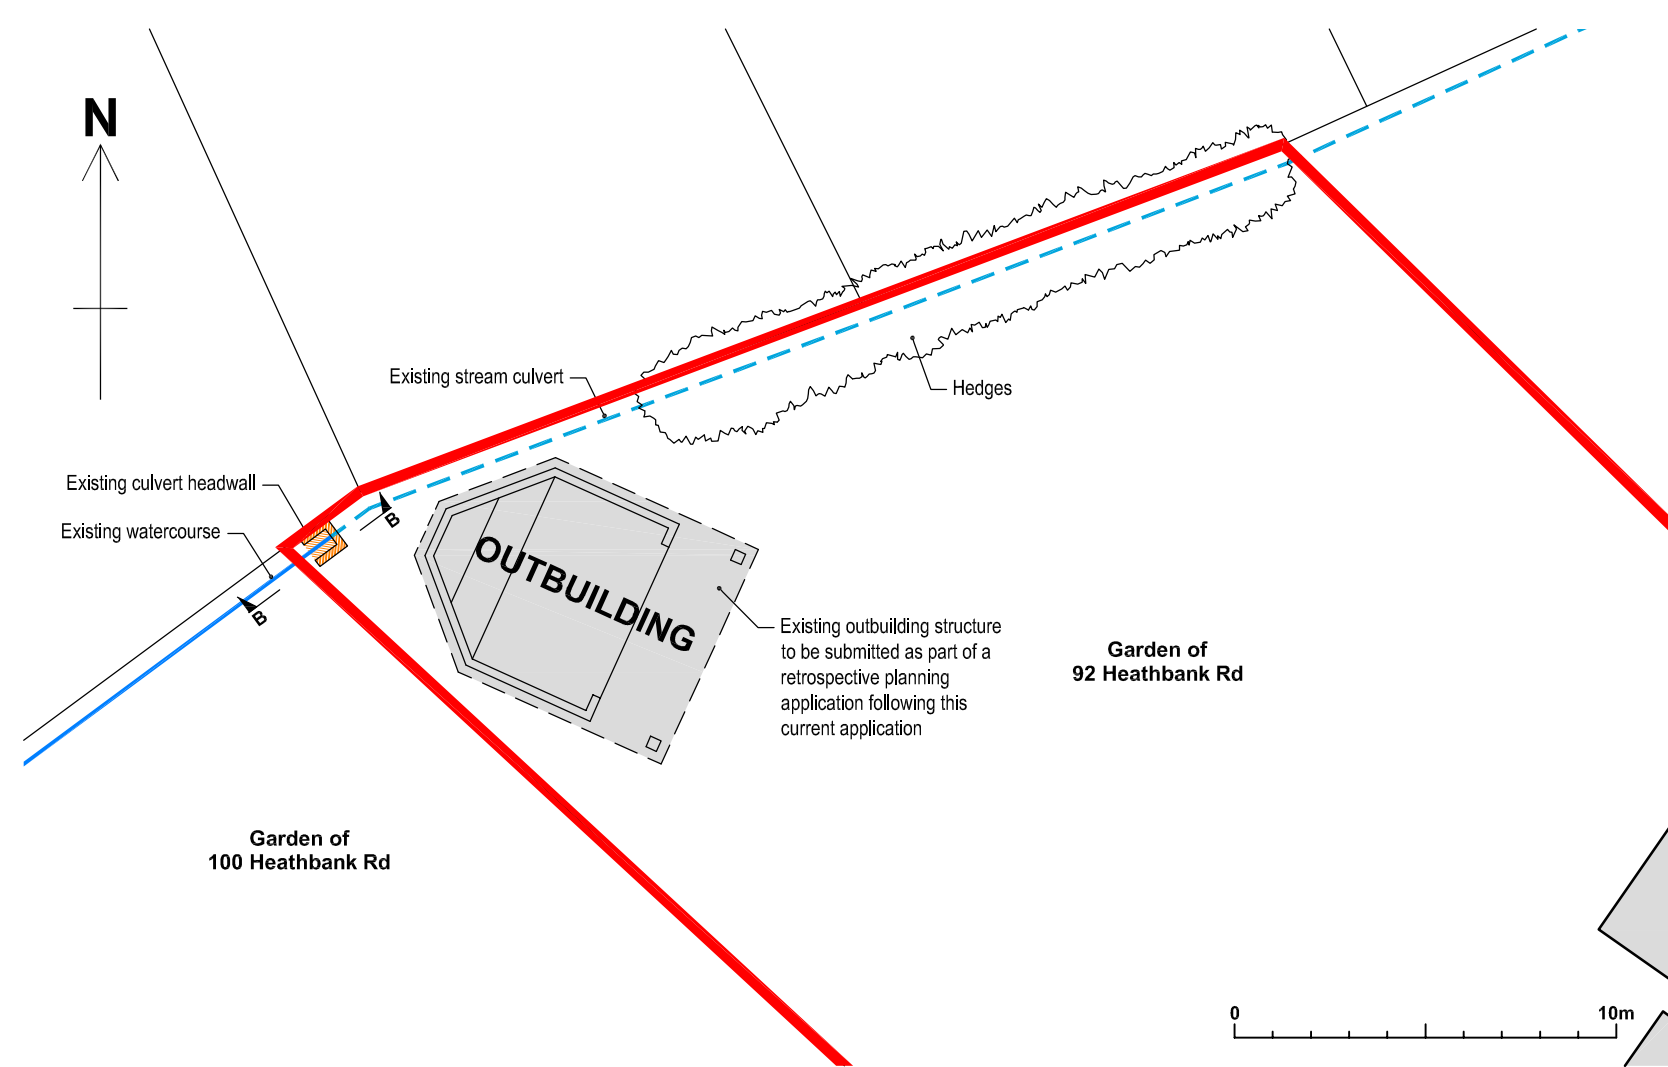 N
Existing stream culvert
Hedges
Existing culvert headwall
Existing watercourse
B
B
OUTBUILDING
Existing outbuilding structure
to be submitted as part of a
retrospective planning
application following this
current application
Garden of
92 Heathbank Rd
Garden of
100 Heathbank Rd
0
10m